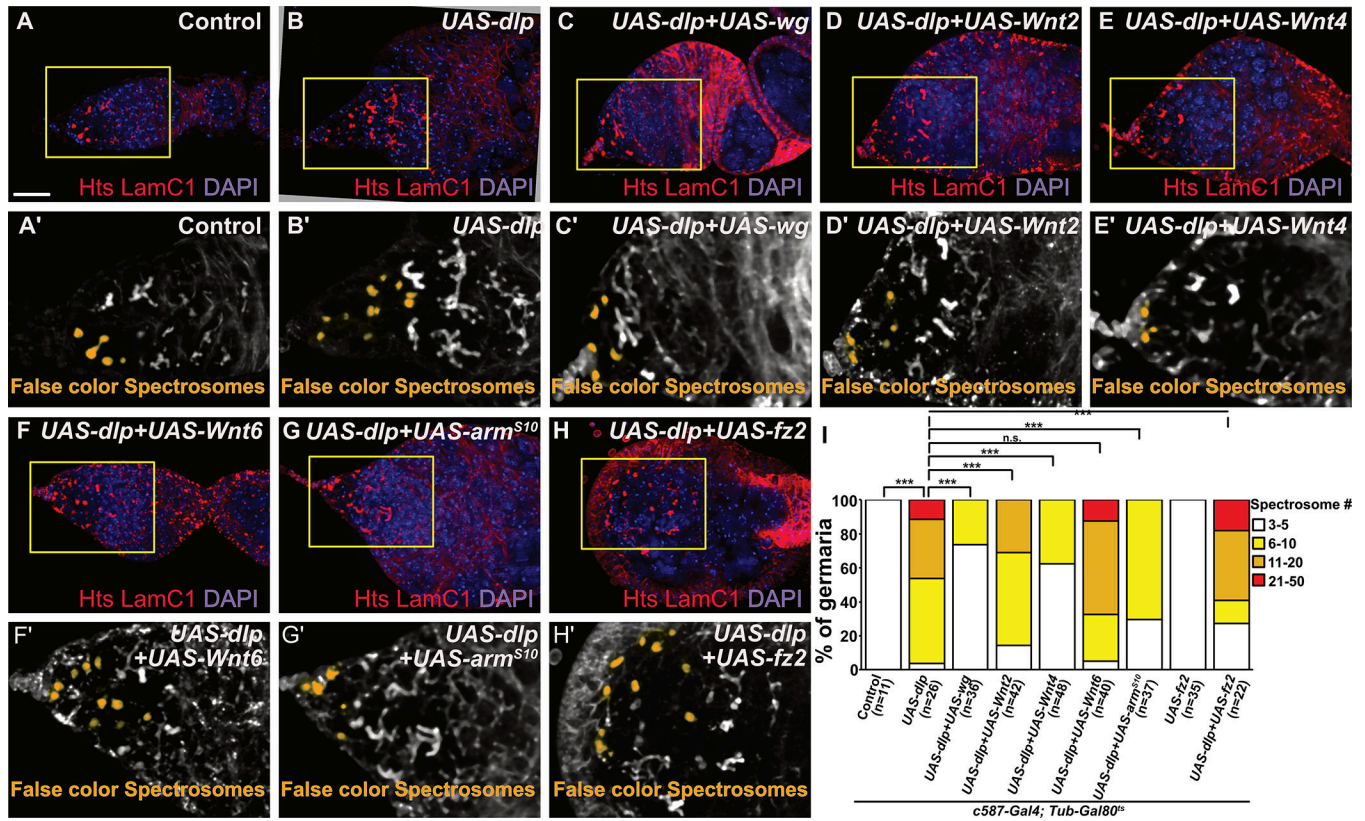 A Control
Hts LamC1 DAPI
B UAS-dlp
Hts LamC1 DAPI
C UAS-dlp+UAS-wg
Hts LamC1 DAPI
D UAS-dlp+UAS-Wnt2
Hts LamC1 DAPI
E UAS-dlp+UAS-Wnt4
Hts LamC1 DAPI
A' Control
False color Spectrosomes
B' UAS-dlp
False color Spectrosomes
C' UAS-dlp+UAS-wg
False color Spectrosomes
D' UAS-dlp+UAS-Wnt2
False color Spectrosomes
E' UAS-dlp+UAS-Wnt4
False color Spectrosomes
F UAS-dlp+UAS-Wnt6
Hts LamC1 DAPI
G UAS-dlp+UAS-arm^S10
Hts LamC1 DAPI
H UAS-dlp+UAS-fz2
Hts LamC1 DAPI
F' UAS-dlp
+UAS-Wnt6
False color Spectrosomes
G' UAS-dlp
+UAS-arm^S10
False color Spectrosomes
H' UAS-dlp
+UAS-fz2
False color Spectrosomes
I
***
***
n.s.
***
***
*** ***
% of germaria
100
80
60
40
20
0
Spectrosome #
3-5
6-10
11-20
21-50
Control
(n=11)
UAS-dlp
(n=26)
UAS-dlp+UAS-wg
(n=36)
UAS-dlp+UAS-Wnt2
(n=42)
UAS-dlp+UAS-Wnt4
(n=48)
UAS-dlp+UAS-Wnt6
(n=40)
UAS-dlp+UAS-arm^S10
(n=37)
UAS-fz2
(n=35)
UAS-dlp+UAS-fz2
(n=22)
c587-Gal4; Tub-Gal80^ts